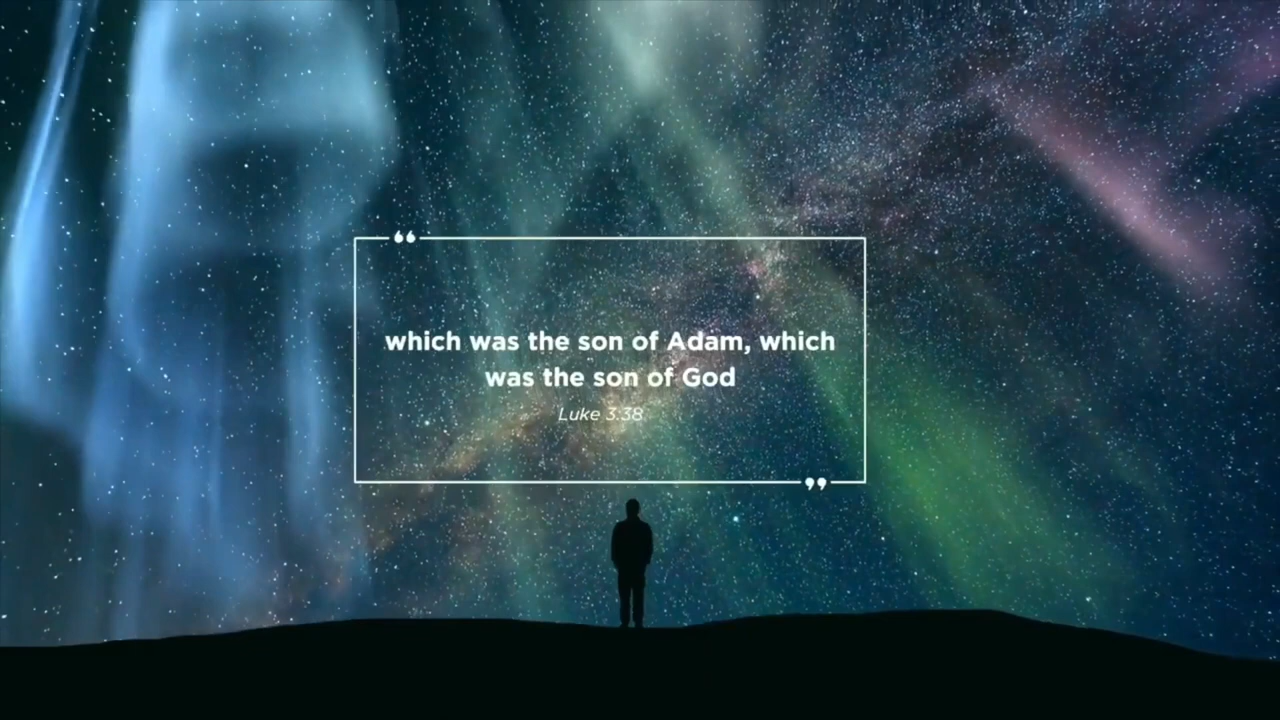 “
which was the son of Adam, which
was the son of God
Luke 3:38
”